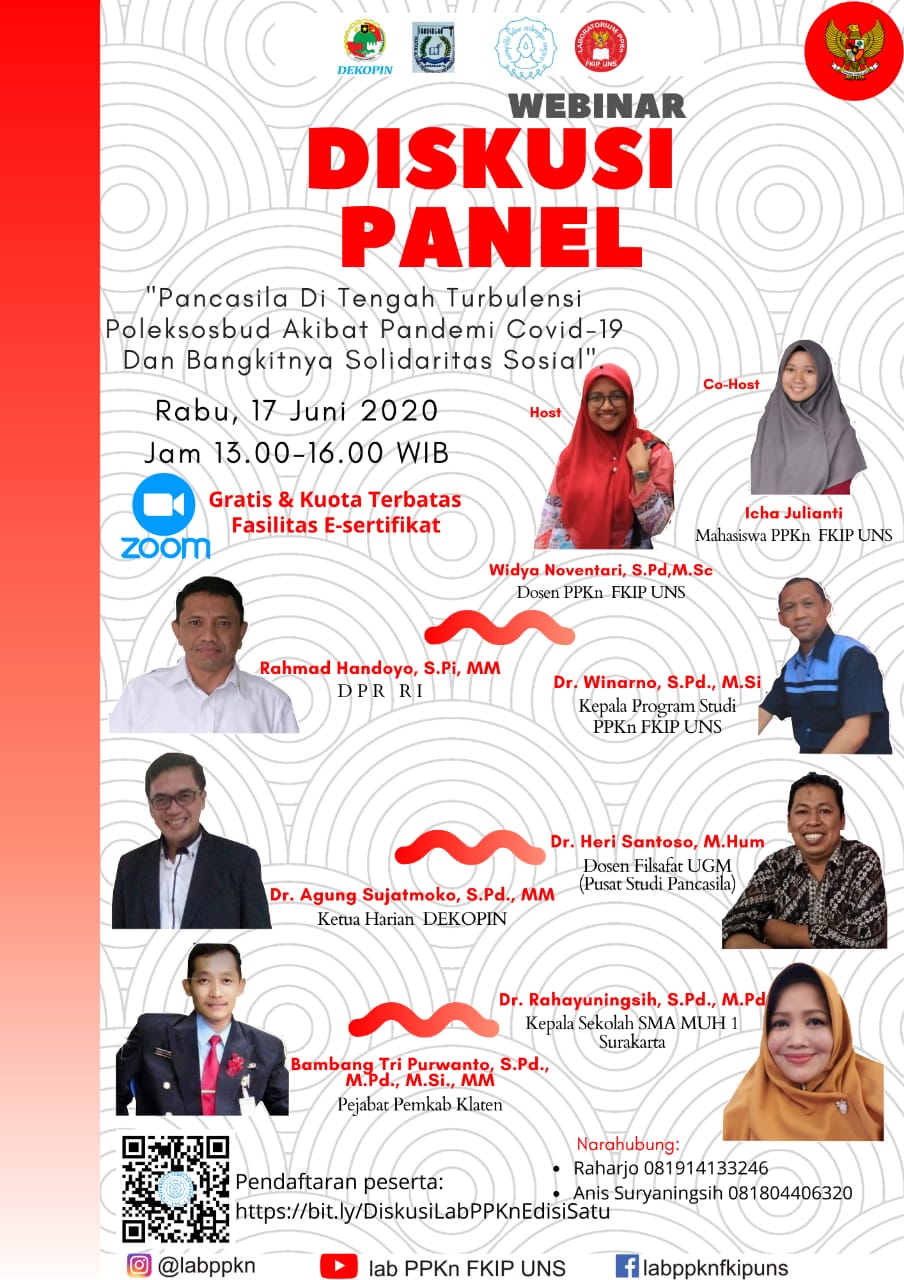 DEKOPIN
LABORATORIUM PPKn
FKIP UNS
WEBINAR
DISKUSI
PANEL
"Pancasila Di Tengah Turbulensi
Poleksosbud Akibat Pandemi Covid-19
Dan Bangkitnya Solidaritas Sosial".
Rabu, 17 Juni 2020
Jam 13.00-16.00 WIB
zoom
Gratis & Kuota Terbatas
Fasilitas E-sertifikat
Host
Co-Host
Icha Julianti
Mahasiswa PPKn FKIP UNS
Widya Noventari, S.Pd,M.Sc
Dosen PPKn FKIP UNS
Rahmad Handoyo, S.Pi, MM
DPR RI
Dr. Winarno, S.Pd., M.Si
Kepala Program Studi
PPKn FKIP UNS
Dr. Agung Sujatmoko, S.Pd., MM
Ketua Harian DEKOPIN
Dr. Heri Santoso, M.Hum
Dosen Filsafat UGM
(Pusat Studi Pancasila)
Bambang Tri Purwanto, S.Pd.,
M.Pd., M.Si., MM
Pejabat Pemkab Klaten
Dr. Rahayuningsih, S.Pd., M.Pd
Kepala Sekolah SMA MUH 1
Surakarta
Pendaftaran peserta:
https://bit.ly/DiskusiLabPPKnEdisiSatu
Narahubung:
• Raharjo 081914133246
• Anis Suryaningsih 081804406320
@labppkn
lab PPKn FKIP UNS
labppknfkipuns